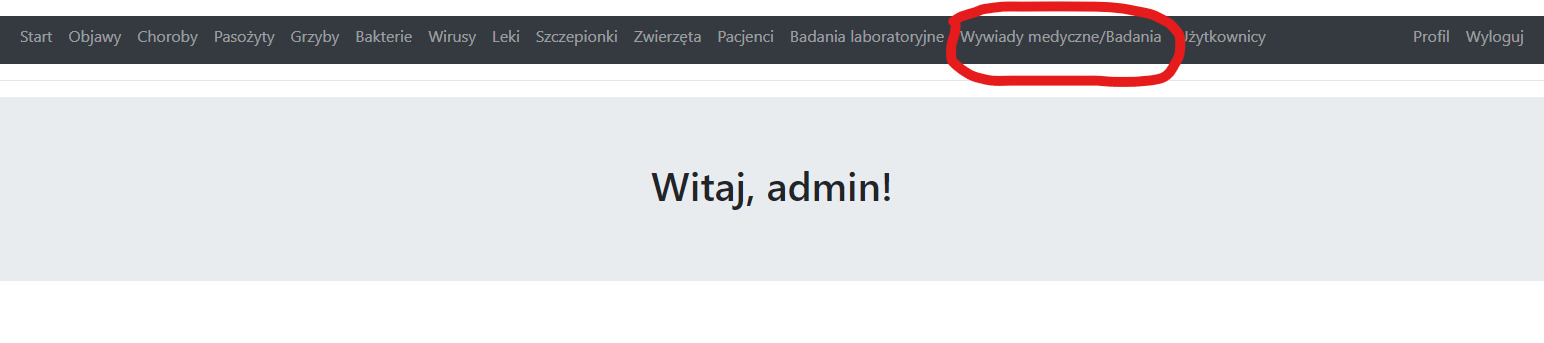 Start Objawy Choroby Pasożyty Grzyby Bakterie Wirusy Leki Szczepionki Zwierzęta Pacjenci Badania laboratoryjne Wywiady medyczne/Badania Użytkownicy Profil Wyloguj
Witaj, admin!